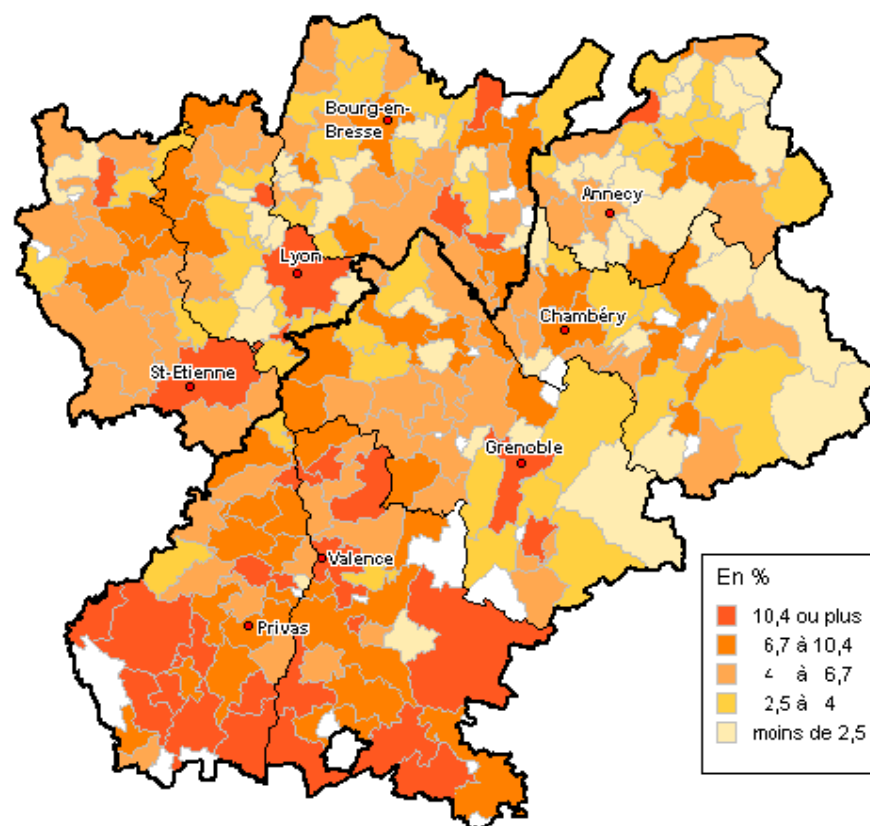 Bourg-en-
Bresse
Annecy
Lyon
Chambéry
St-Etienne
Grenoble
Valence
Privas
En %
10,4 ou plus
6,7 à 10,4
4 à 6,7
2,5 à 4
moins de 2,5